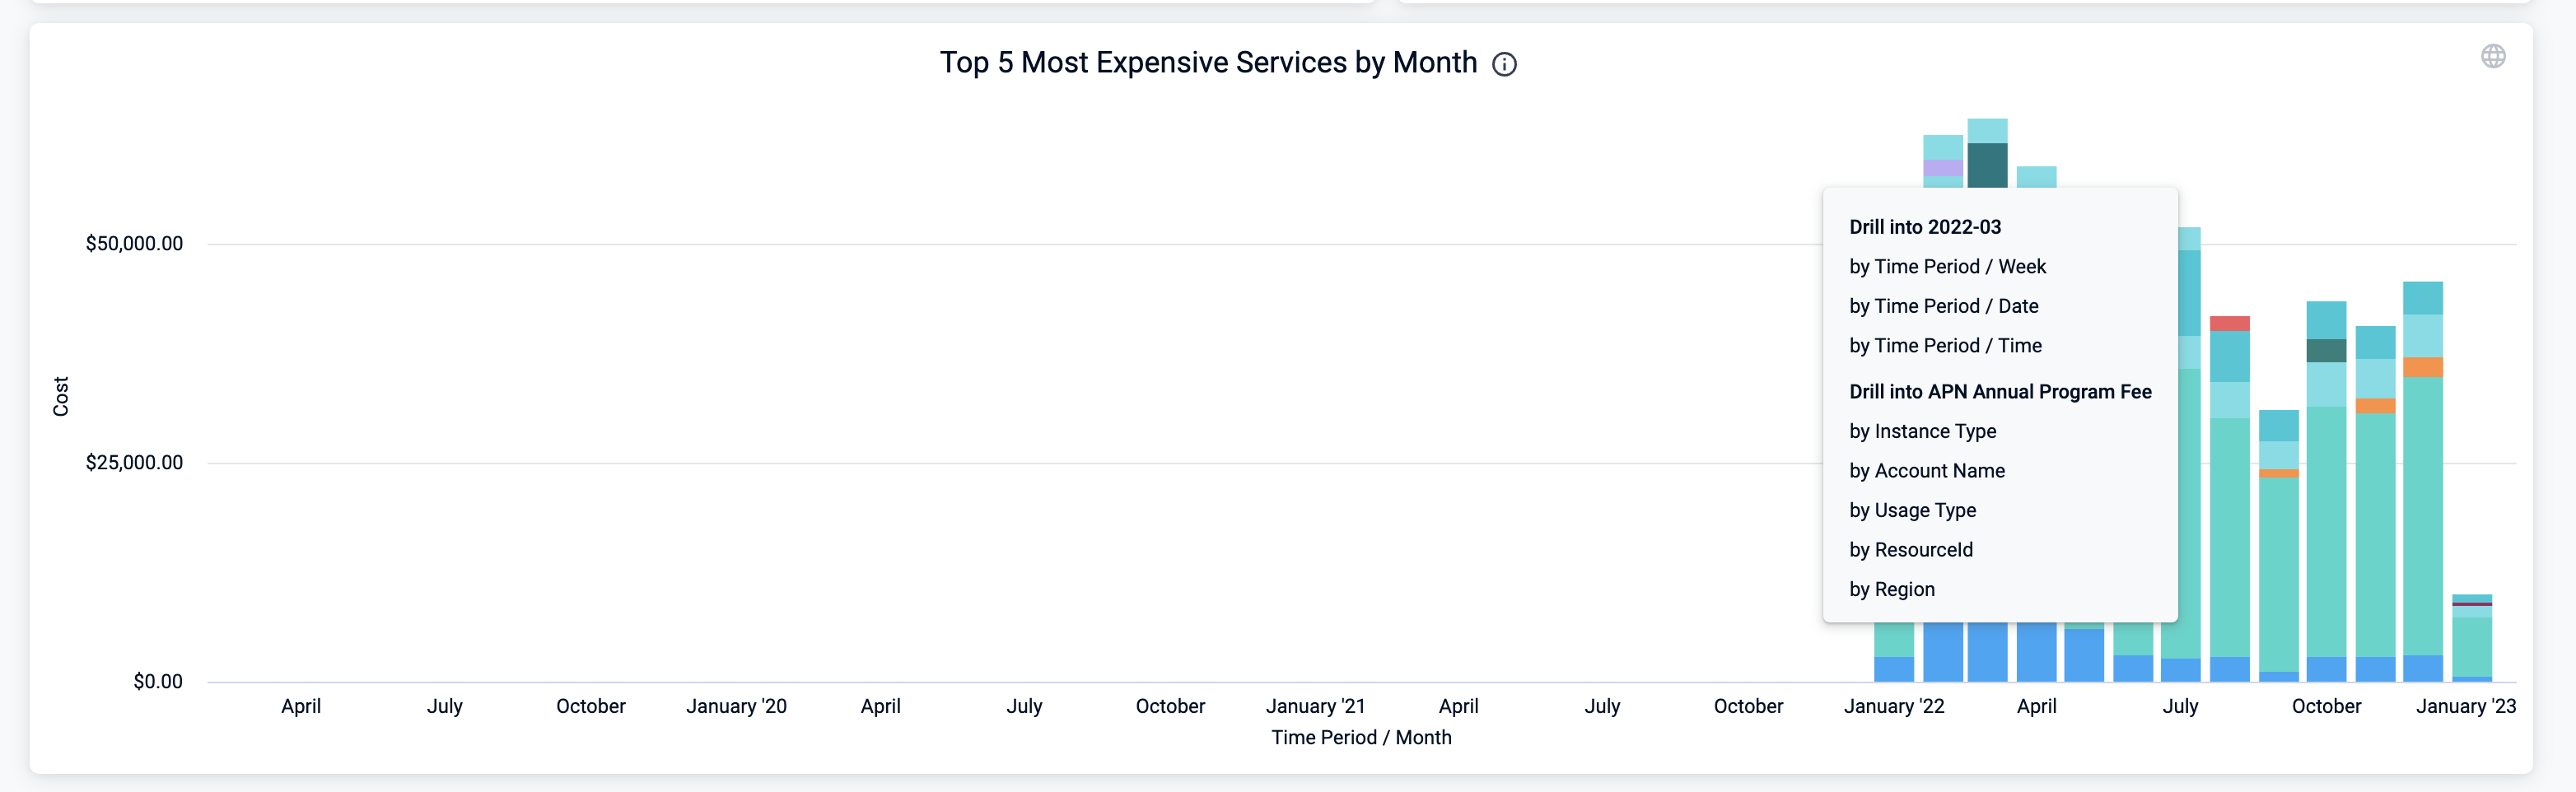 Top 5 Most Expensive Services by Month
Cost
$50,000.00
$25,000.00
$0.00
Drill into 2022-03
by Time Period / Week
by Time Period / Date
by Time Period / Time
Drill into APN Annual Program Fee
by Instance Type
by Account Name
by Usage Type
by ResourceId
by Region
April July October January '20 April July October January '21 April July October January '22 April July October January '23
Time Period / Month